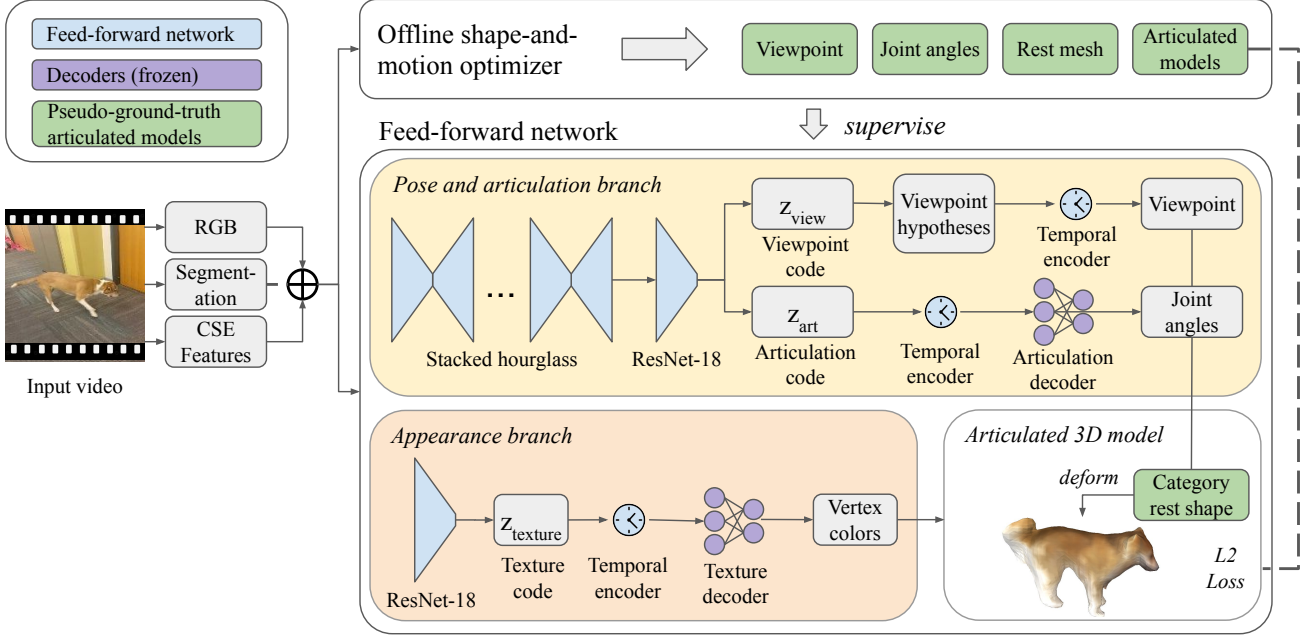 Feed-forward network
Decoders (frozen)
Pseudo-ground-truth
articulated models
Offline shape-and-
motion optimizer
Viewpoint
Joint angles
Rest mesh
Articulated
models
supervise
Feed-forward network
Input video
RGB
Segment-
ation
CSE
Features
Pose and articulation branch
Stacked hourglass
ResNet-18
z_view
Viewpoint
code
Viewpoint
hypotheses
Temporal
encoder
Viewpoint
z_art
Articulation
code
Temporal
encoder
Articulation
decoder
Joint
angles
Appearance branch
ResNet-18
z_texture
Texture
code
Temporal
encoder
Texture
decoder
Vertex
colors
Articulated 3D model
deform
Category
rest shape
L2
Loss